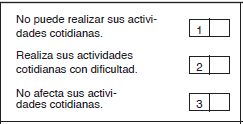 No puede realizar sus activi-
dades cotidianas. 1
Realiza sus actividades
cotidianas con dificultad. 2
No afecta sus activi-
dades cotidianas. 3